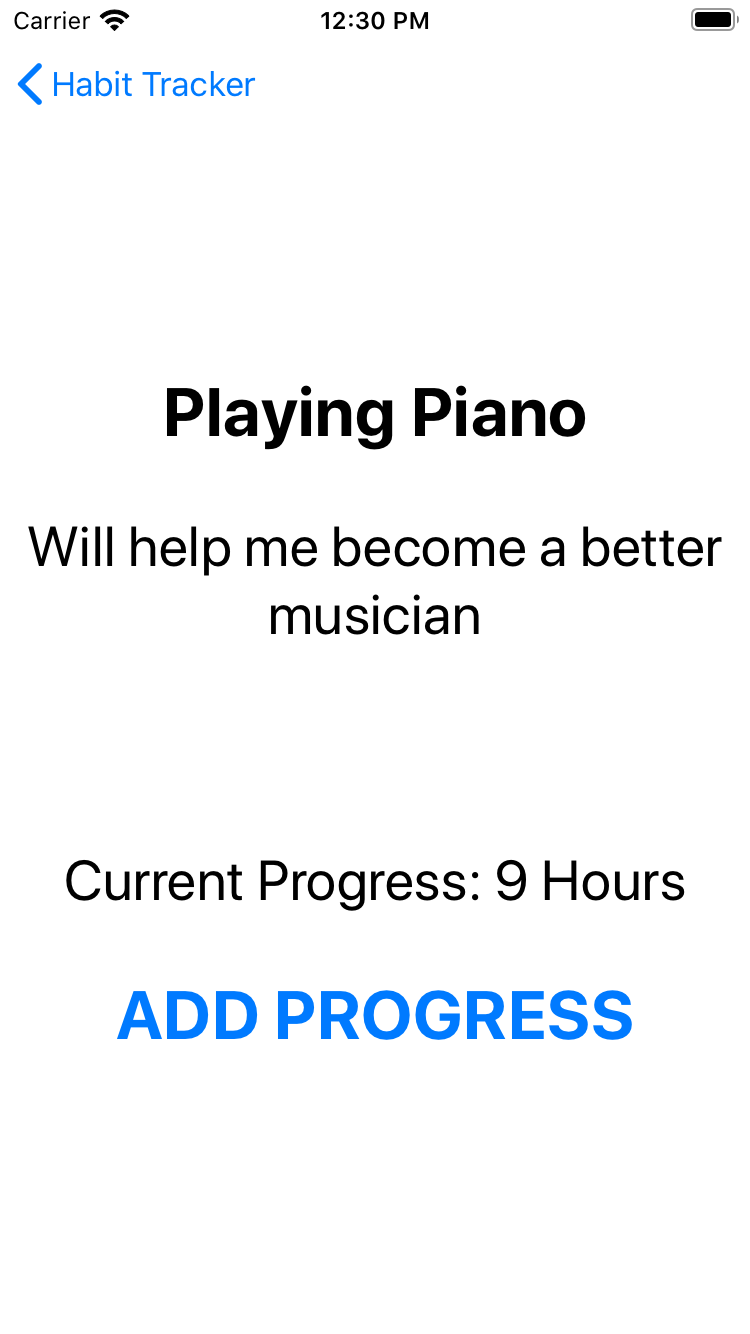 Carrier 12:30 PM
Habit Tracker
Playing Piano
Will help me become a better
musician
Current Progress: 9 Hours
ADD PROGRESS